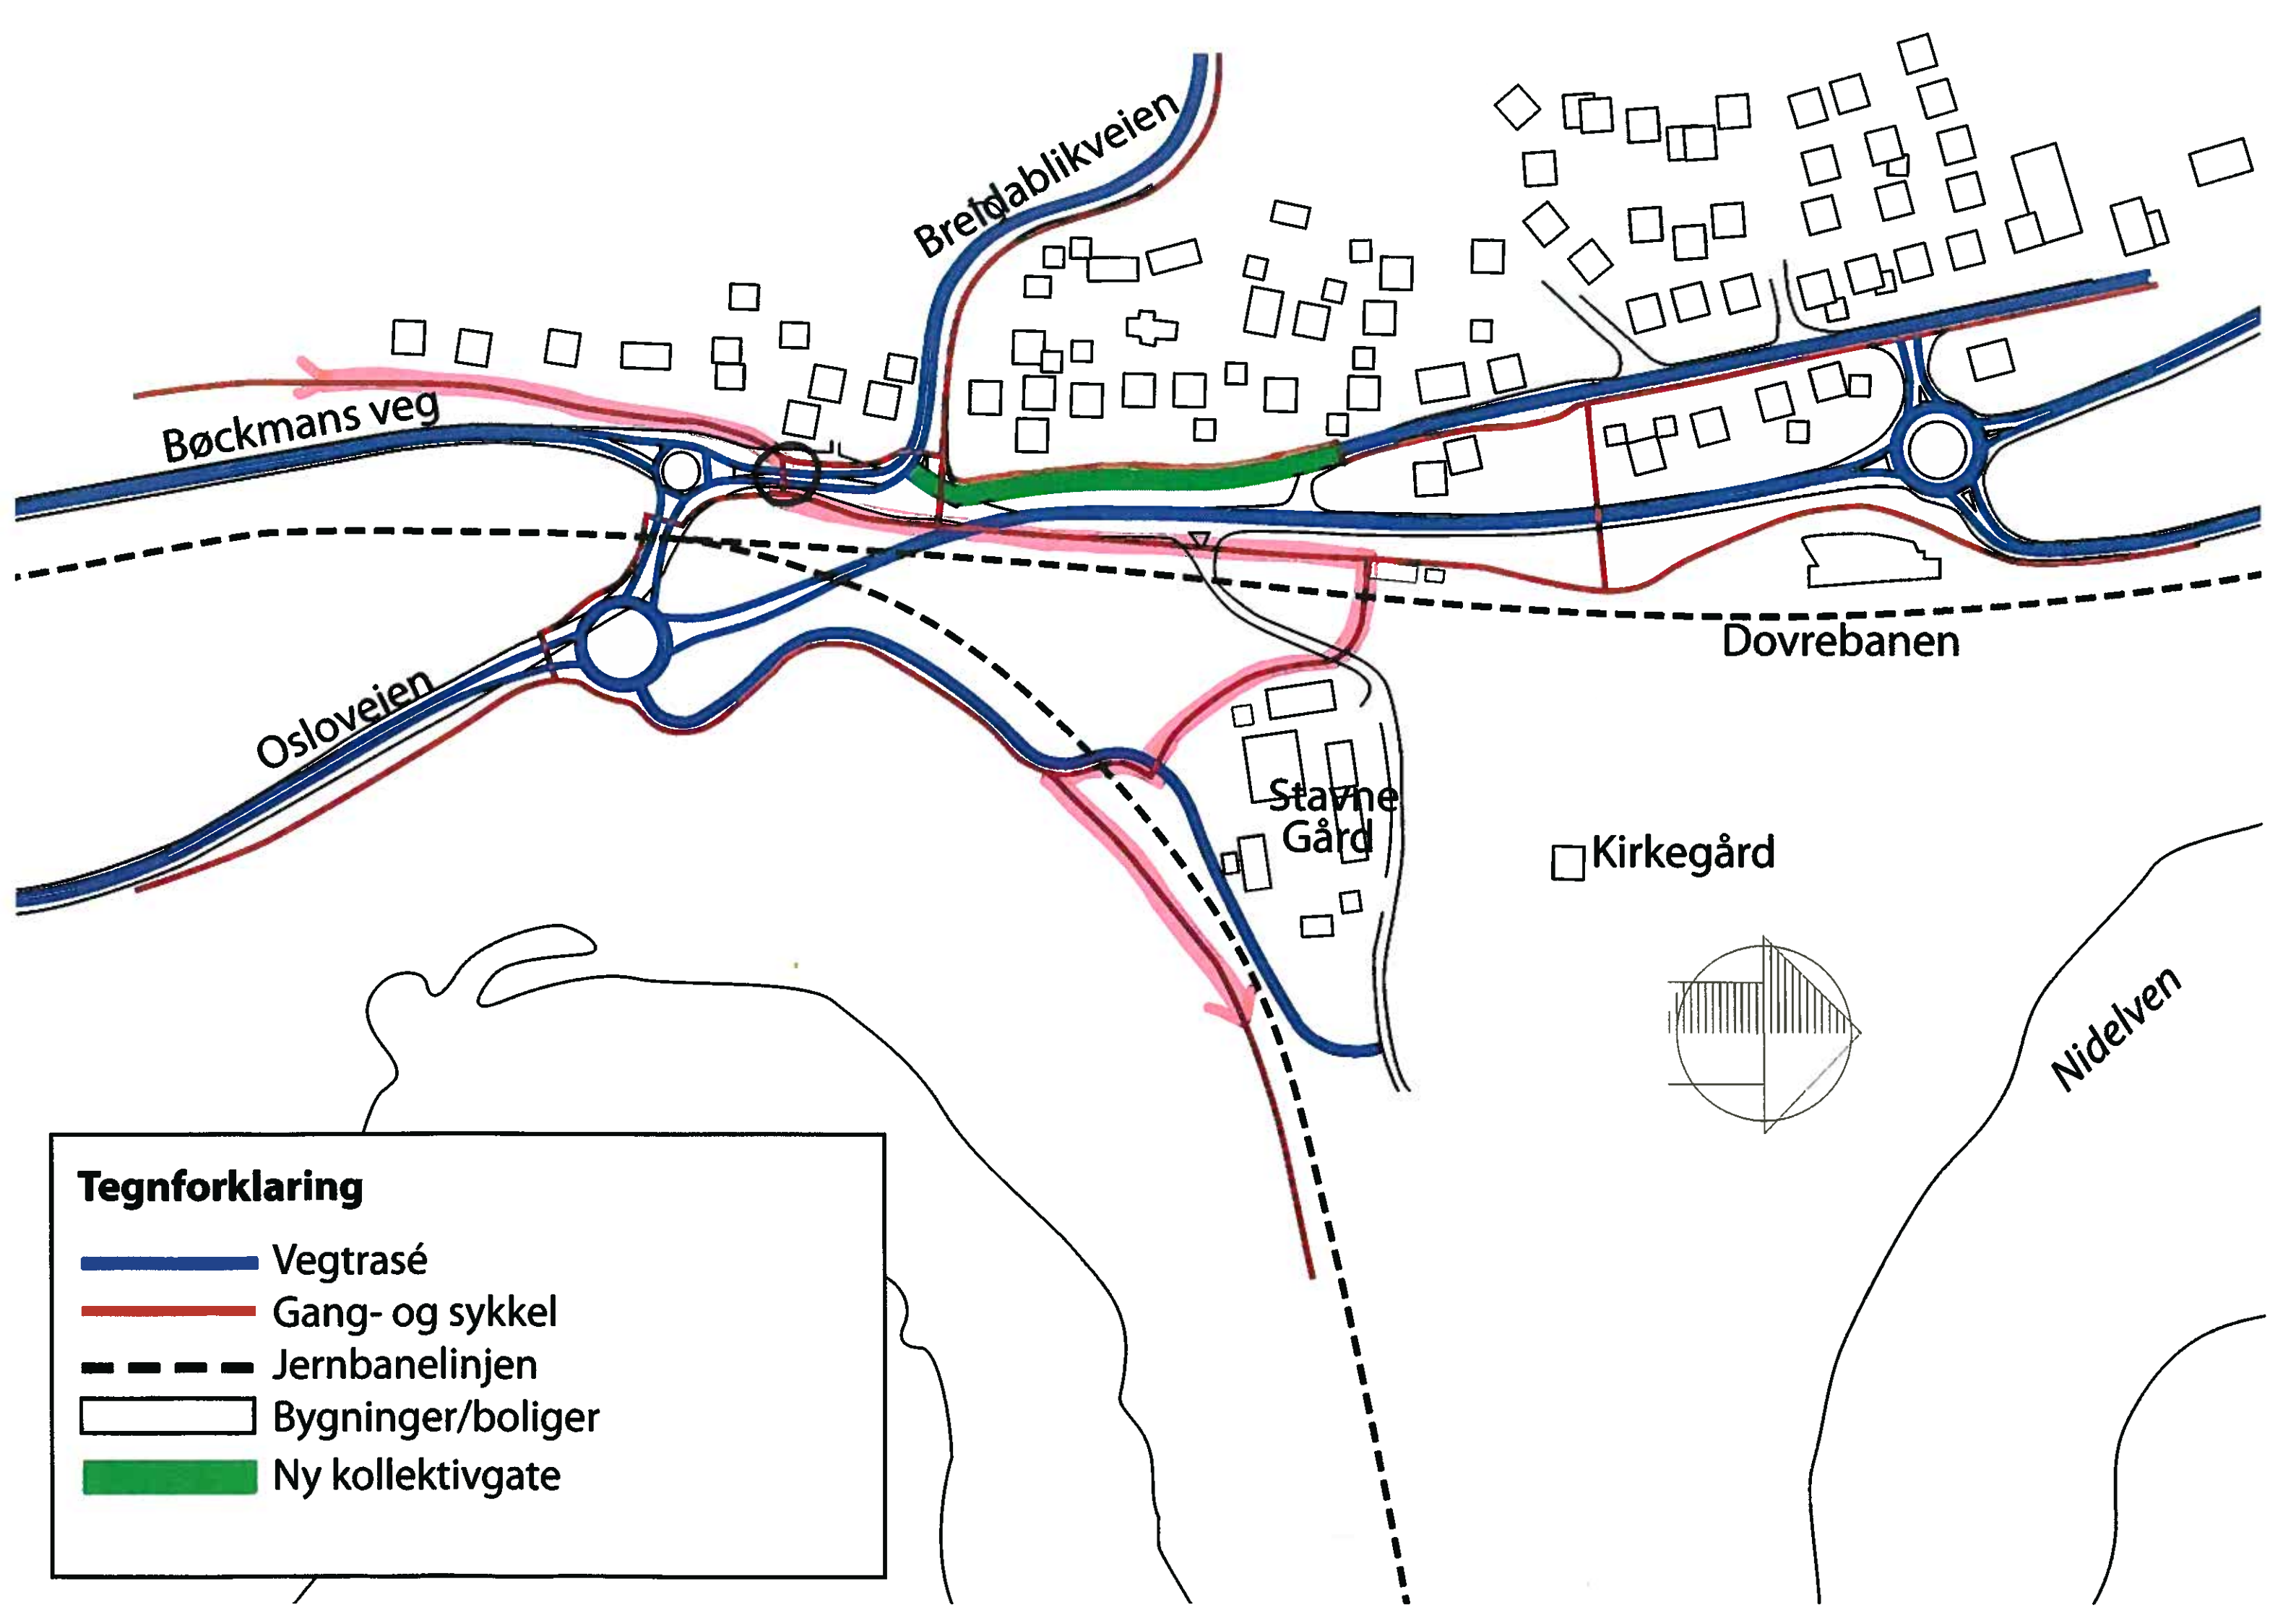 Breidablikveien
Bøckmans veg
Osloveien
Dovrebanen
Stavne
Gård
Kirkegård
Nidelven
Tegnforklaring
Vegtrasé
Gang- og sykkel
Jernbanelinjen
Bygninger/boliger
Ny kollektivgate